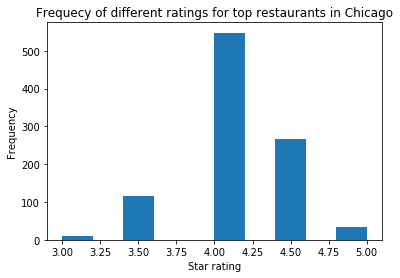 Frequecy of different ratings for top restaurants in Chicago
500
400
300
200
100
0
Frequency
3.00 3.25 3.50 3.75 4.00 4.25 4.50 4.75 5.00
Star rating